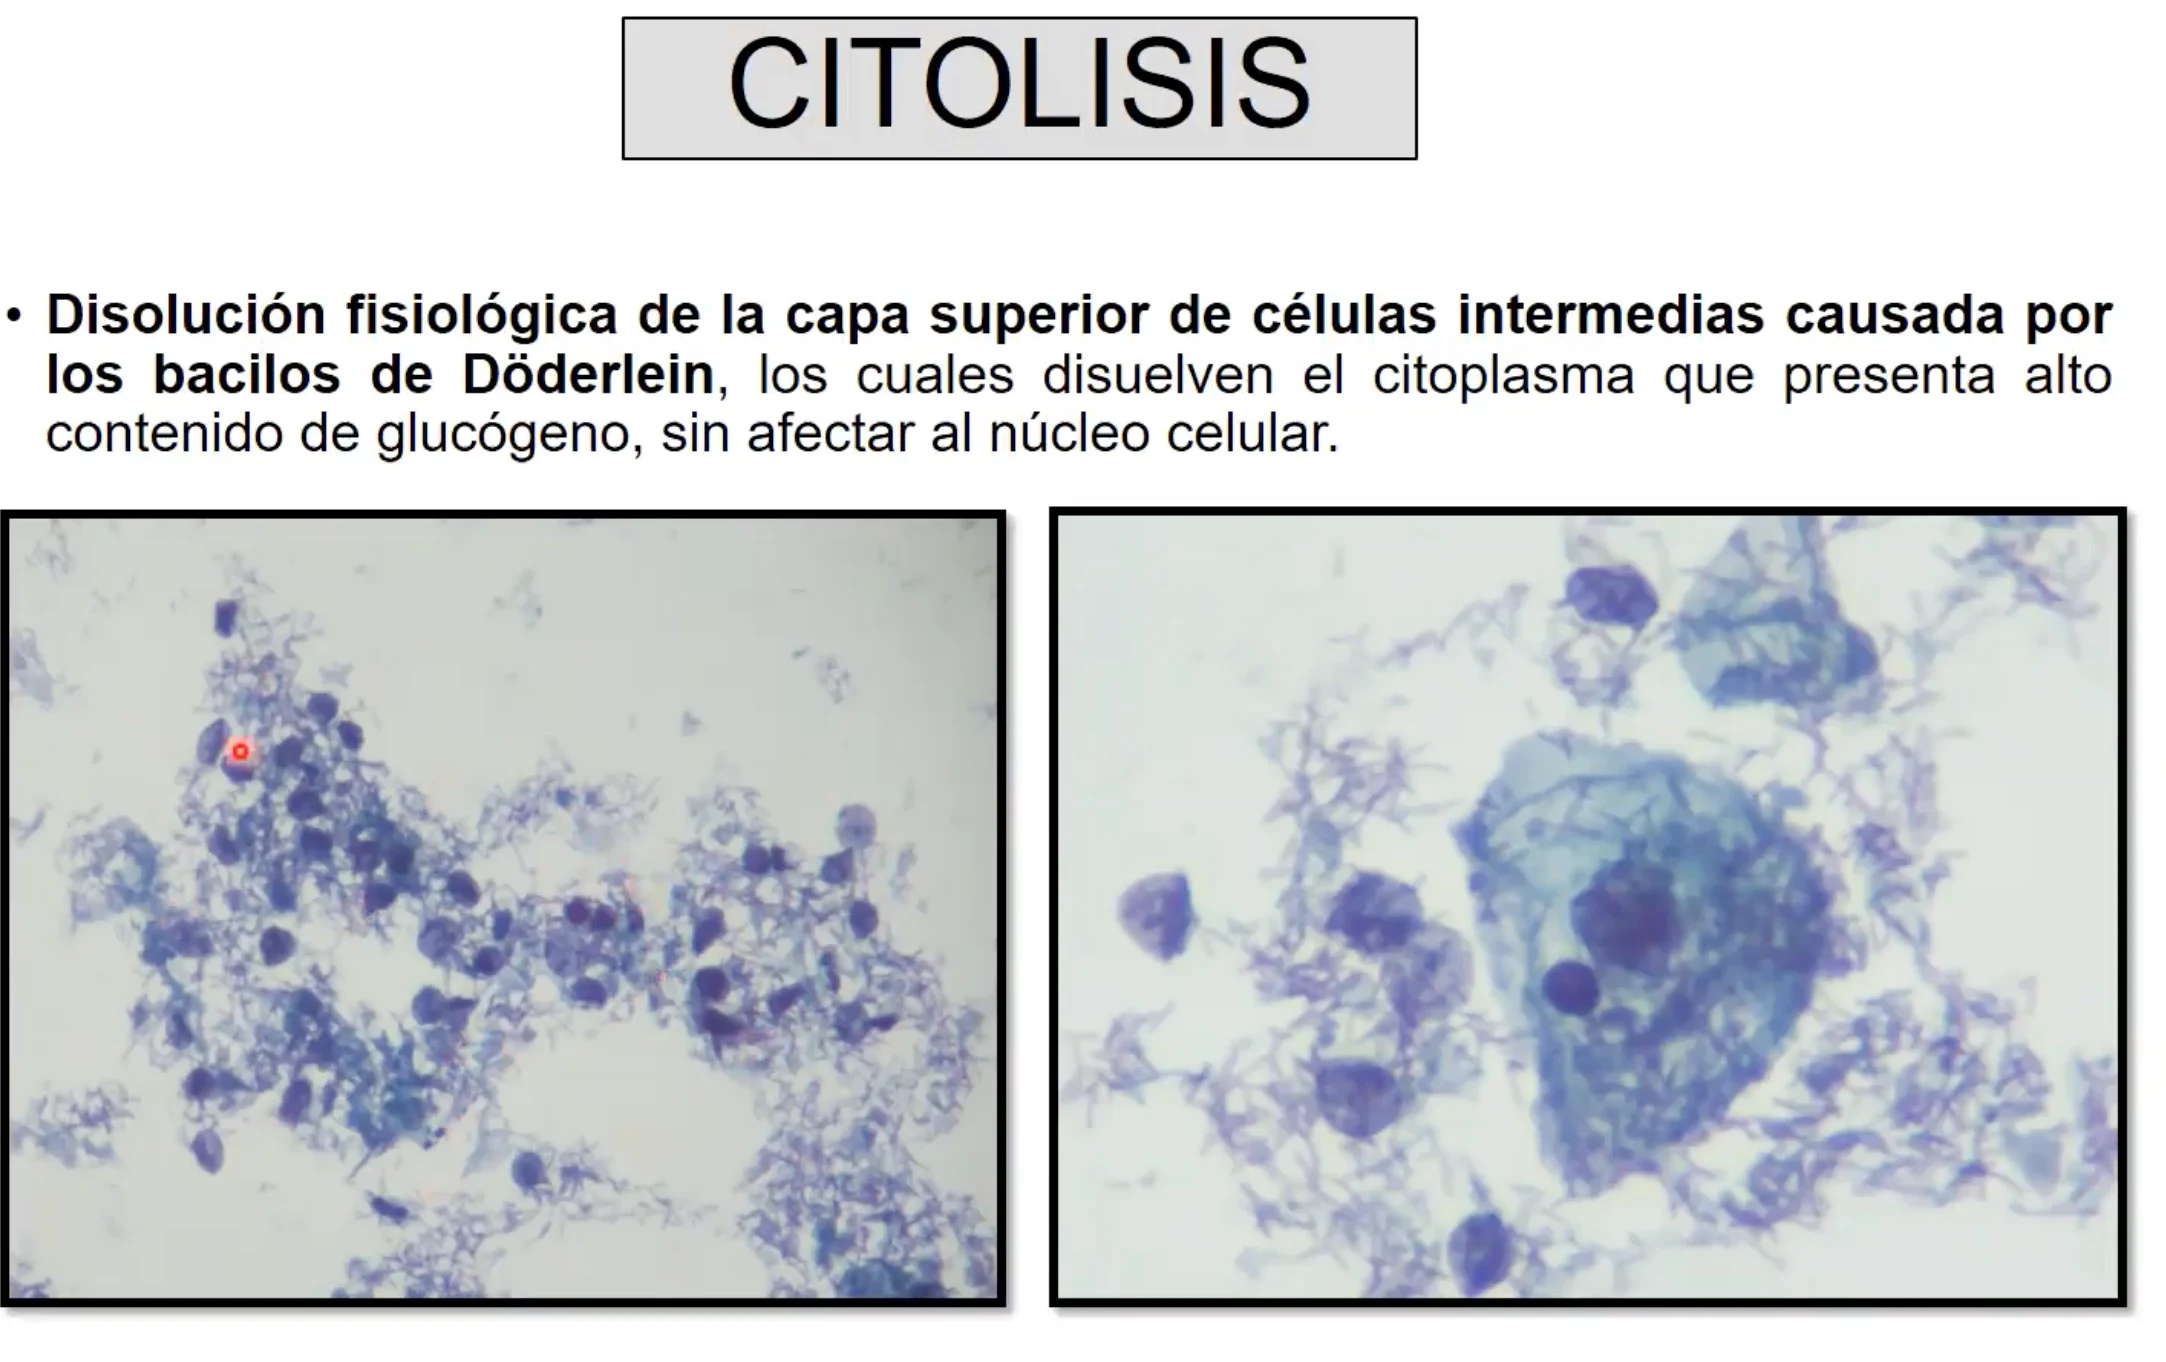 CITOLISIS
• Disolución fisiológica de la capa superior de células intermedias causada por
los bacilos de Döderlein, los cuales disuelven el citoplasma que presenta alto
contenido de glucógeno, sin afectar al núcleo celular.